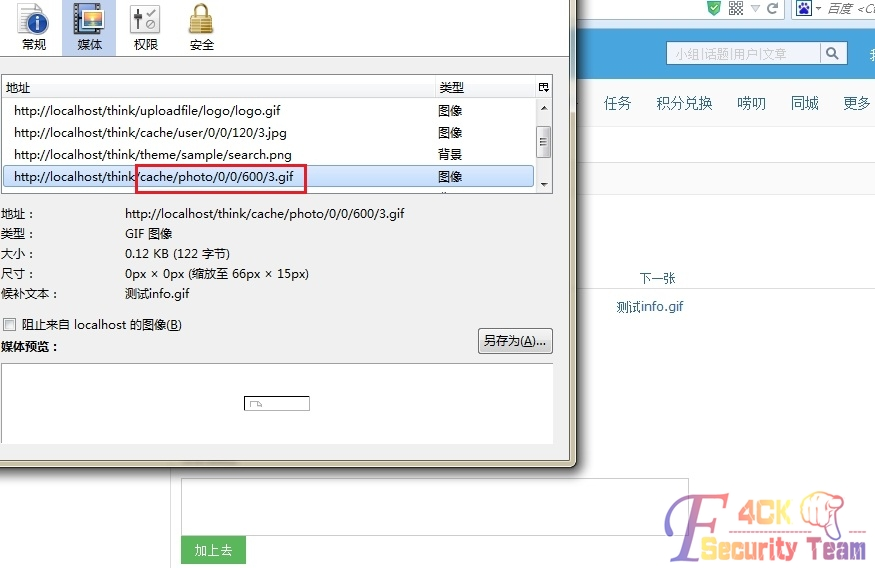 常规 媒体 权限 安全
百度 <Ct
小组|话题|用户|文章
任务 积分兑换 唠叨 同城 更多
地址 类型
http://localhost/think/uploadfile/logo/logo.gif 图像
http://localhost/think/cache/user/0/0/120/3.jpg 图像
http://localhost/think/theme/sample/search.png 背景
http://localhost/think/cache/photo/0/0/600/3.gif 图像
地址： http://localhost/think/cache/photo/0/0/600/3.gif
类型： GIF 图像
大小： 0.12 KB (122 字节)
尺寸： 0px × 0px (缩放至 66px × 15px)
候补文本： 测试info.gif
阻止来自 localhost 的图像(B)
另存为(A)...
媒体预览：
下一张
测试info.gif
加上去
F4CK
Security Team